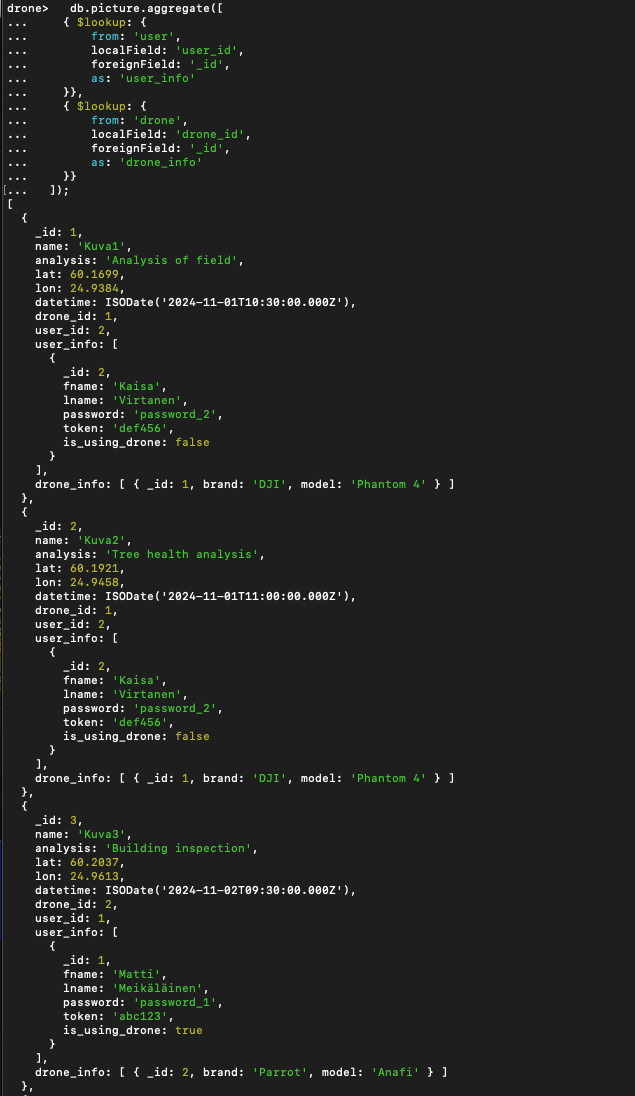 drone>   db.picture.aggregate([
...     { $lookup: {
...         from: 'user',
...         localField: 'user_id',
...         foreignField: '_id',
...         as: 'user_info'
...     }},
...     { $lookup: {
...         from: 'drone',
...         localField: 'drone_id',
...         foreignField: '_id',
...         as: 'drone_info'
...     }}
[...   ]);
[
  {
    _id: 1,
    name: 'Kuva1',
    analysis: 'Analysis of field',
    lat: 60.1699,
    lon: 24.9384,
    datetime: ISODate('2024-11-01T10:30:00.000Z'),
    drone_id: 1,
    user_id: 2,
    user_info: [
      {
        _id: 2,
        fname: 'Kaisa',
        lname: 'Virtanen',
        password: 'password_2',
        token: 'def456',
        is_using_drone: false
      }
    ],
    drone_info: [ { _id: 1, brand: 'DJI', model: 'Phantom 4' } ]
  },
  {
    _id: 2,
    name: 'Kuva2',
    analysis: 'Tree health analysis',
    lat: 60.1921,
    lon: 24.9458,
    datetime: ISODate('2024-11-01T11:00:00.000Z'),
    drone_id: 1,
    user_id: 2,
    user_info: [
      {
        _id: 2,
        fname: 'Kaisa',
        lname: 'Virtanen',
        password: 'password_2',
        token: 'def456',
        is_using_drone: false
      }
    ],
    drone_info: [ { _id: 1, brand: 'DJI', model: 'Phantom 4' } ]
  },
  {
    _id: 3,
    name: 'Kuva3',
    analysis: 'Building inspection',
    lat: 60.2037,
    lon: 24.9613,
    datetime: ISODate('2024-11-02T09:30:00.000Z'),
    drone_id: 2,
    user_id: 1,
    user_info: [
      {
        _id: 1,
        fname: 'Matti',
        lname: 'Meikäläinen',
        password: 'password_1',
        token: 'abc123',
        is_using_drone: true
      }
    ],
    drone_info: [ { _id: 2, brand: 'Parrot', model: 'Anafi' } ]
  },